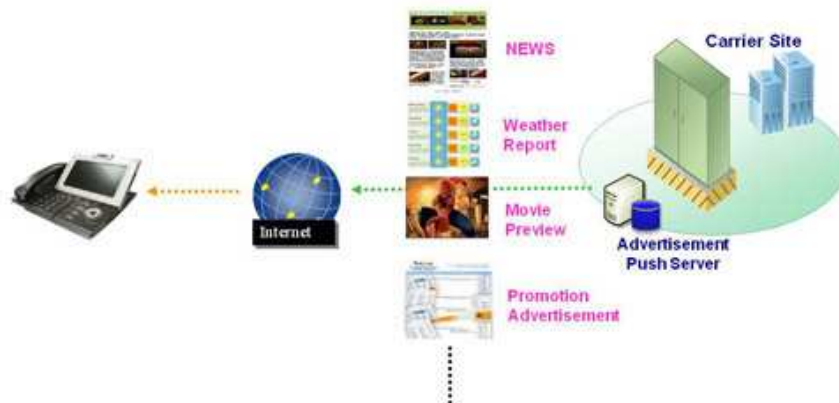 NEWS
Carrier Site
Weather
Report
Internet
Movie
Preview
Advertisement
Push Server
Promotion
Advertisement